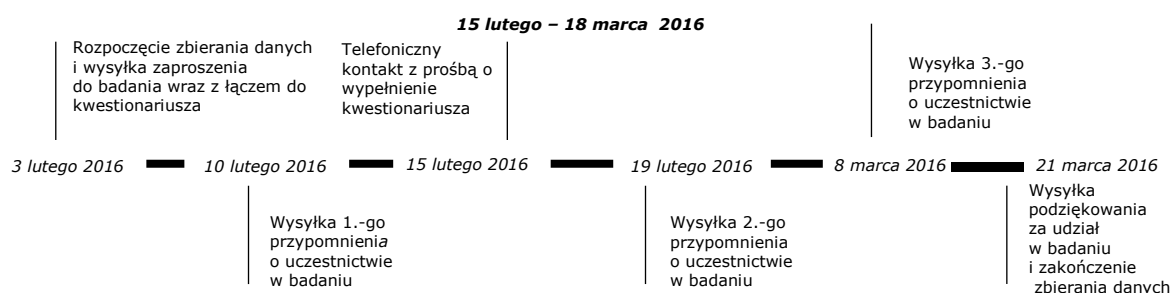 15 lutego – 18 marca 2016
Rozpoczęcie zbierania danych
i wysyłka zaproszenia
do badania wraz z łączem do
kwestionariusza
Telefoniczny
kontakt z prośbą o
wypełnienie
kwestionariusza
Wysyłka 3.-go
przypomnienia
o uczestnictwie
w badaniu
3 lutego 2016
10 lutego 2016
15 lutego 2016
19 lutego 2016
8 marca 2016
21 marca 2016
Wysyłka 1.-go
przypomnienia
o uczestnictwie
w badaniu
Wysyłka 2.-go
przypomnienia
o uczestnictwie
w badaniu
Wysyłka
podziękowania
za udział
w badaniu
i zakończenie
zbierania danych